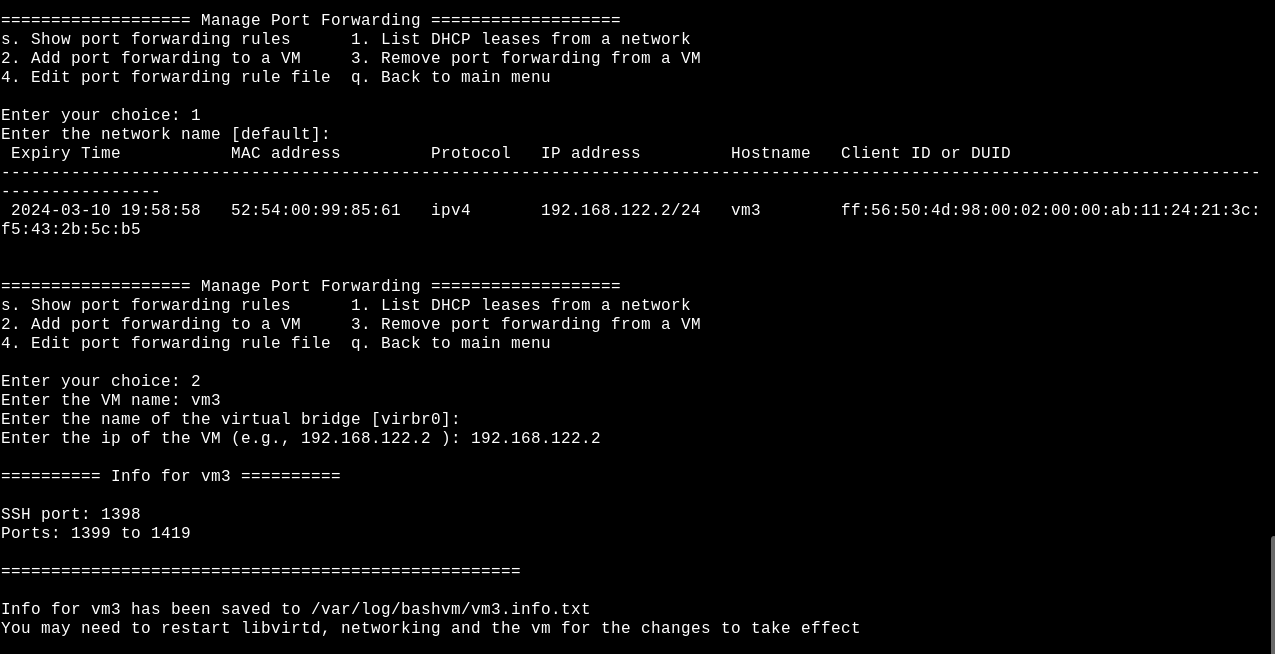 =================== Manage Port Forwarding ===================
s. Show port forwarding rules      1. List DHCP leases from a network
2. Add port forwarding to a VM     3. Remove port forwarding from a VM
4. Edit port forwarding rule file  q. Back to main menu
Enter your choice: 1
Enter the network name [default]:
 Expiry Time           MAC address         Protocol   IP address         Hostname   Client ID or DUID
------------------------------------------------------------------------------------------------------------------------------
----------------
 2024-03-10 19:58:58   52:54:00:99:85:61   ipv4       192.168.122.2/24   vm3        ff:56:50:4d:98:00:02:00:00:ab:11:24:21:3c:
f5:43:2b:5c:b5
=================== Manage Port Forwarding ===================
s. Show port forwarding rules      1. List DHCP leases from a network
2. Add port forwarding to a VM     3. Remove port forwarding from a VM
4. Edit port forwarding rule file  q. Back to main menu
Enter your choice: 2
Enter the VM name: vm3
Enter the name of the virtual bridge [virbr0]:
Enter the ip of the VM (e.g., 192.168.122.2 ): 192.168.122.2
========== Info for vm3 ==========
SSH port: 1398
Ports: 1399 to 1419
====================================================
Info for vm3 has been saved to /var/log/bashvm/vm3.info.txt
You may need to restart libvirtd, networking and the vm for the changes to take effect